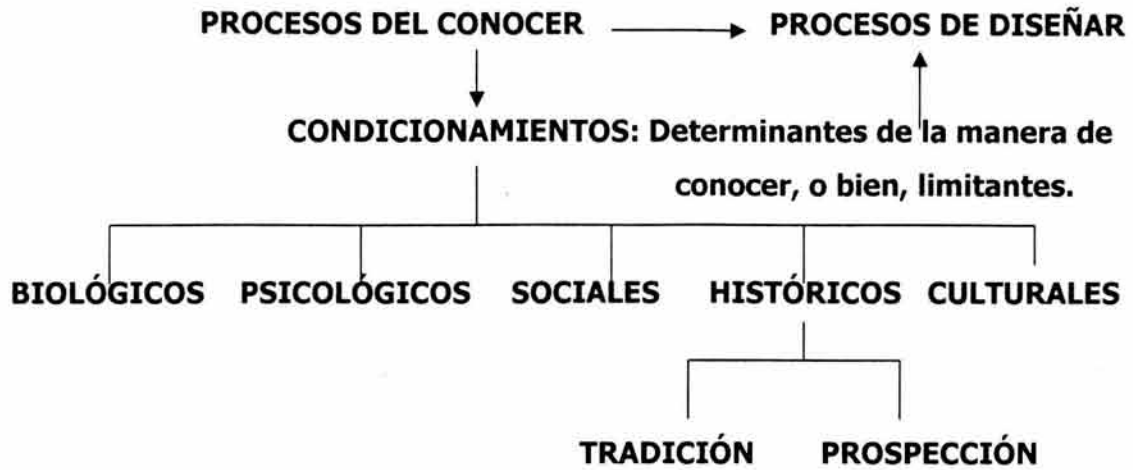 PROCESOS DEL CONOCER PROCESOS DE DISEÑAR
CONDICIONAMIENTOS: Determinantes de la manera de
conocer, o bien, limitantes.
BIOLÓGICOS PSICOLÓGICOS SOCIALES HISTÓRICOS CULTURALES
TRADICIÓN PROSPECCIÓN